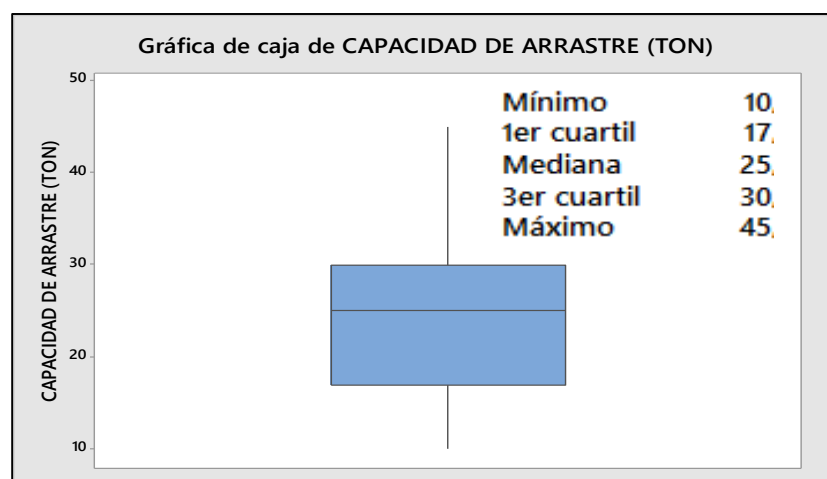 Gráfica de caja de CAPACIDAD DE ARRASTRE (TON)
CAPACIDAD DE ARRASTRE (TON)
50
40
30
20
10
Mínimo 10,
1er cuartil 17,
Mediana 25,
3er cuartil 30,
Máximo 45,